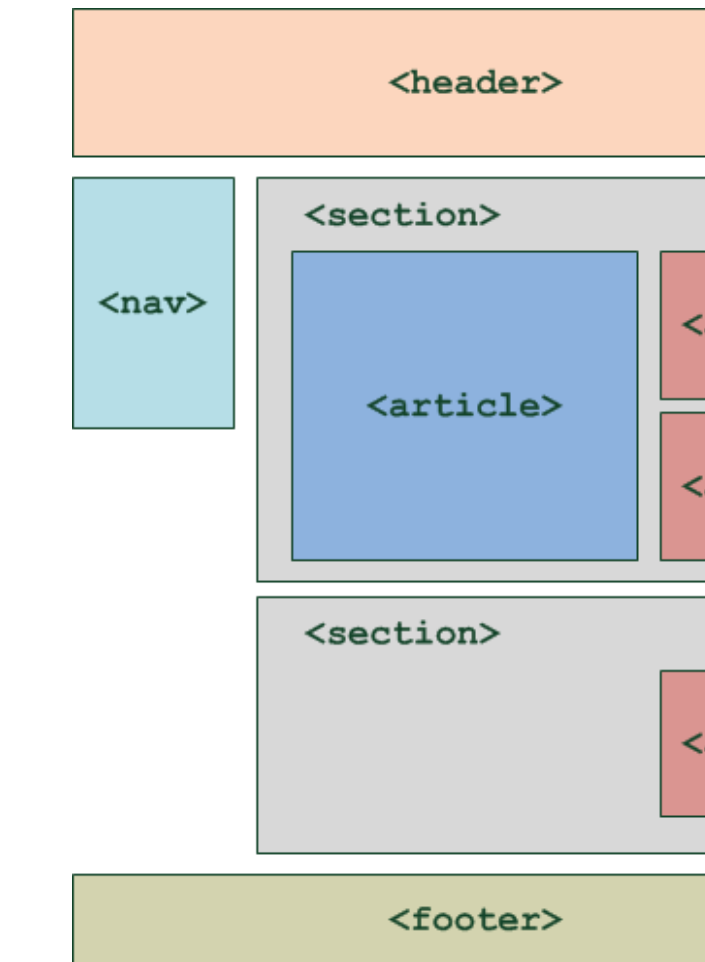 <header>
<section>
<nav>
<article>
<section>
<footer>